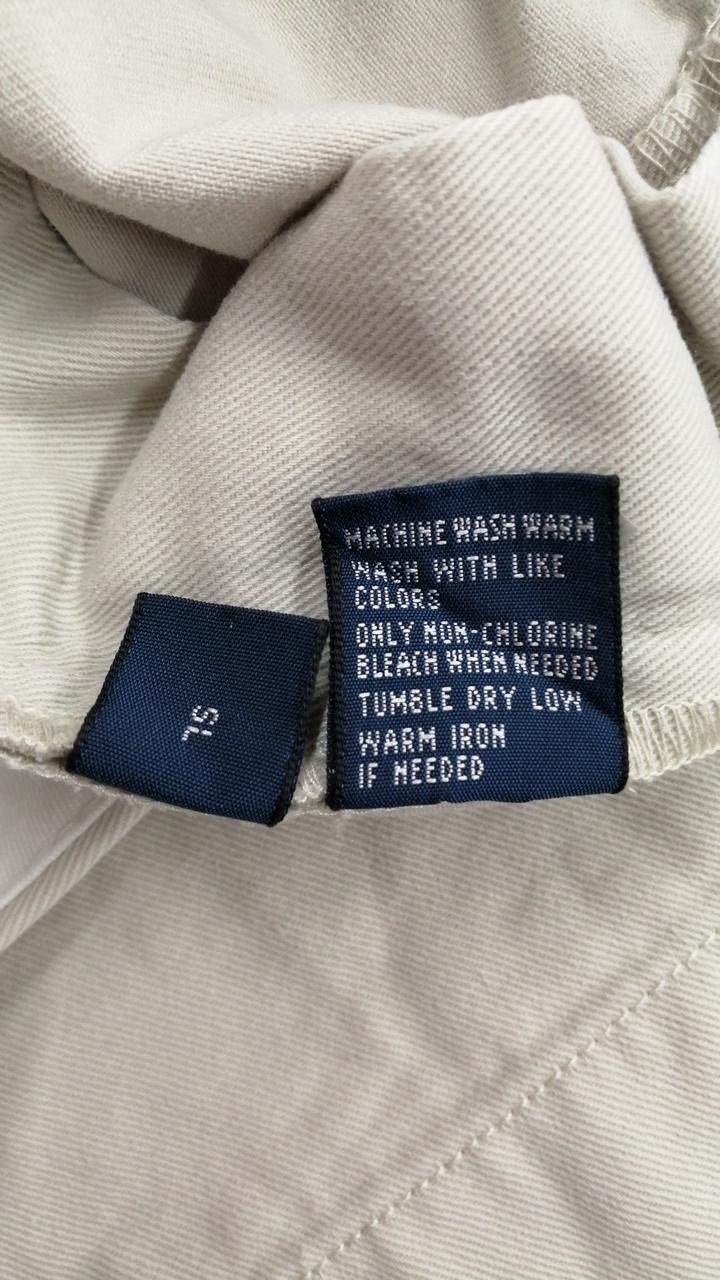 MACHINE WASH WARM
WASH WITH LIKE
COLORS
ONLY NON-CHLORINE
BLEACH WHEN NEEDED
TUMBLE DRY LOW
WARM IRON
IF NEEDED